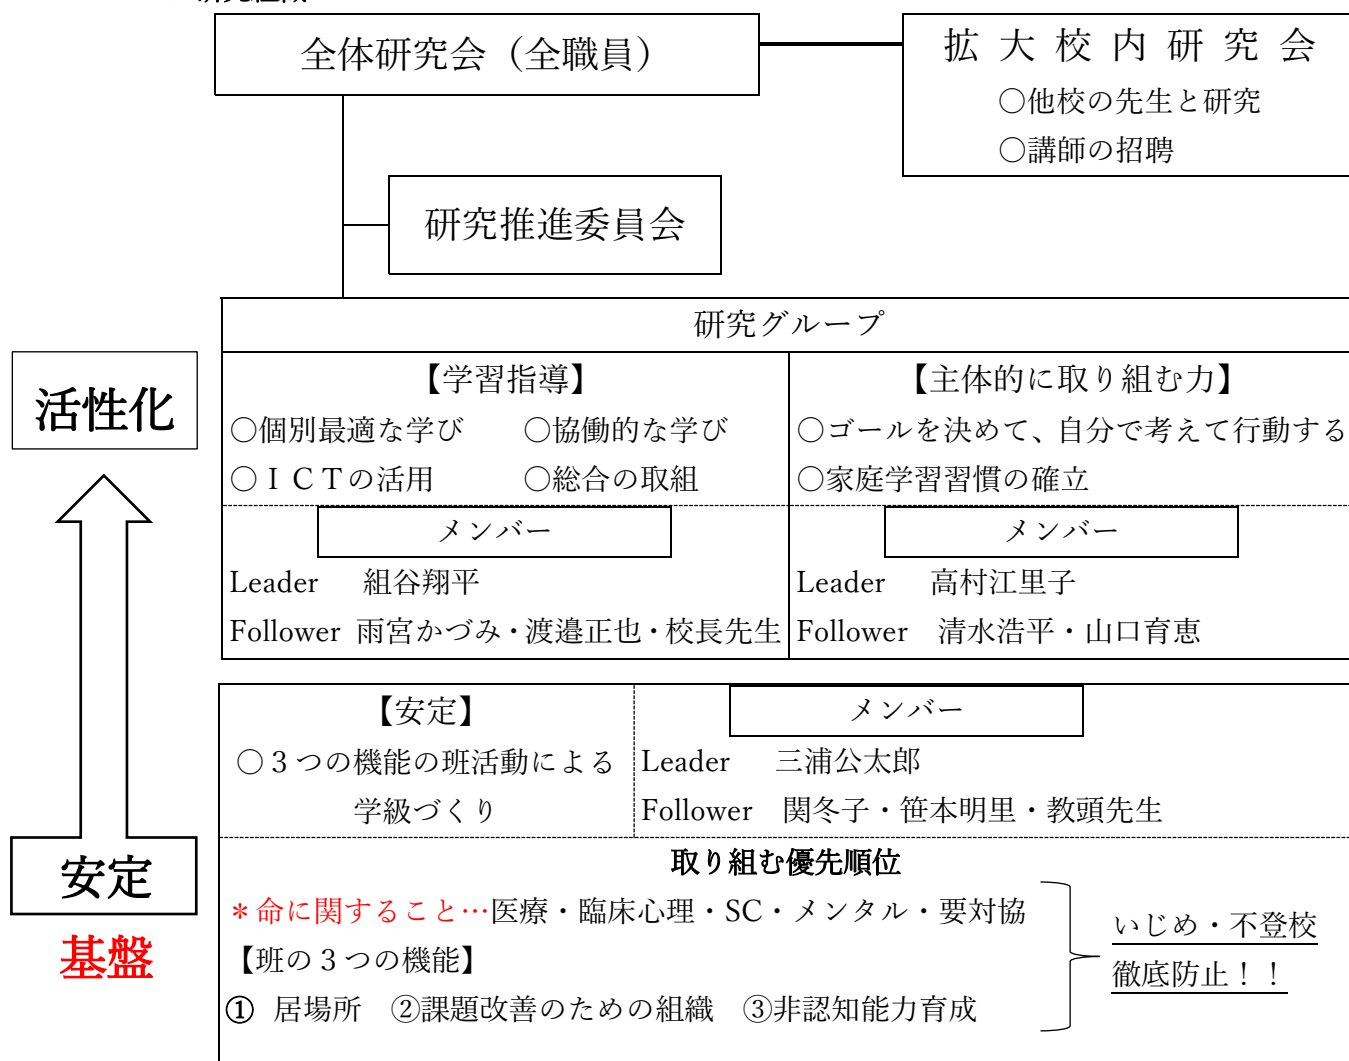 全体研究会（全職員）
拡大校内研究会
○他校の先生と研究
○講師の招聘
研究推進委員会
研究グループ
活性化
【学習指導】
○個別最適な学び　○協働的な学び
○ＩＣＴの活用　○総合の取組
メンバー
Leader　組谷翔平
Follower 雨宮かづみ・渡邉正也・校長先生
【主体的に取り組む力】
○ゴールを決めて、自分で考えて行動する
○家庭学習習慣の確立
メンバー
Leader　高村江里子
Follower　清水浩平・山口育恵
安定
基盤
【安定】
○３つの機能の班活動による
学級づくり
メンバー
Leader　三浦公太郎
Follower　関冬子・笹本明里・教頭先生
取り組む優先順位
＊命に関すること…医療・臨床心理・SC・メンタル・要対協
【班の３つの機能】
① 居場所　②課題改善のための組織　③非認知能力育成
いじめ・不登校
徹底防止！！